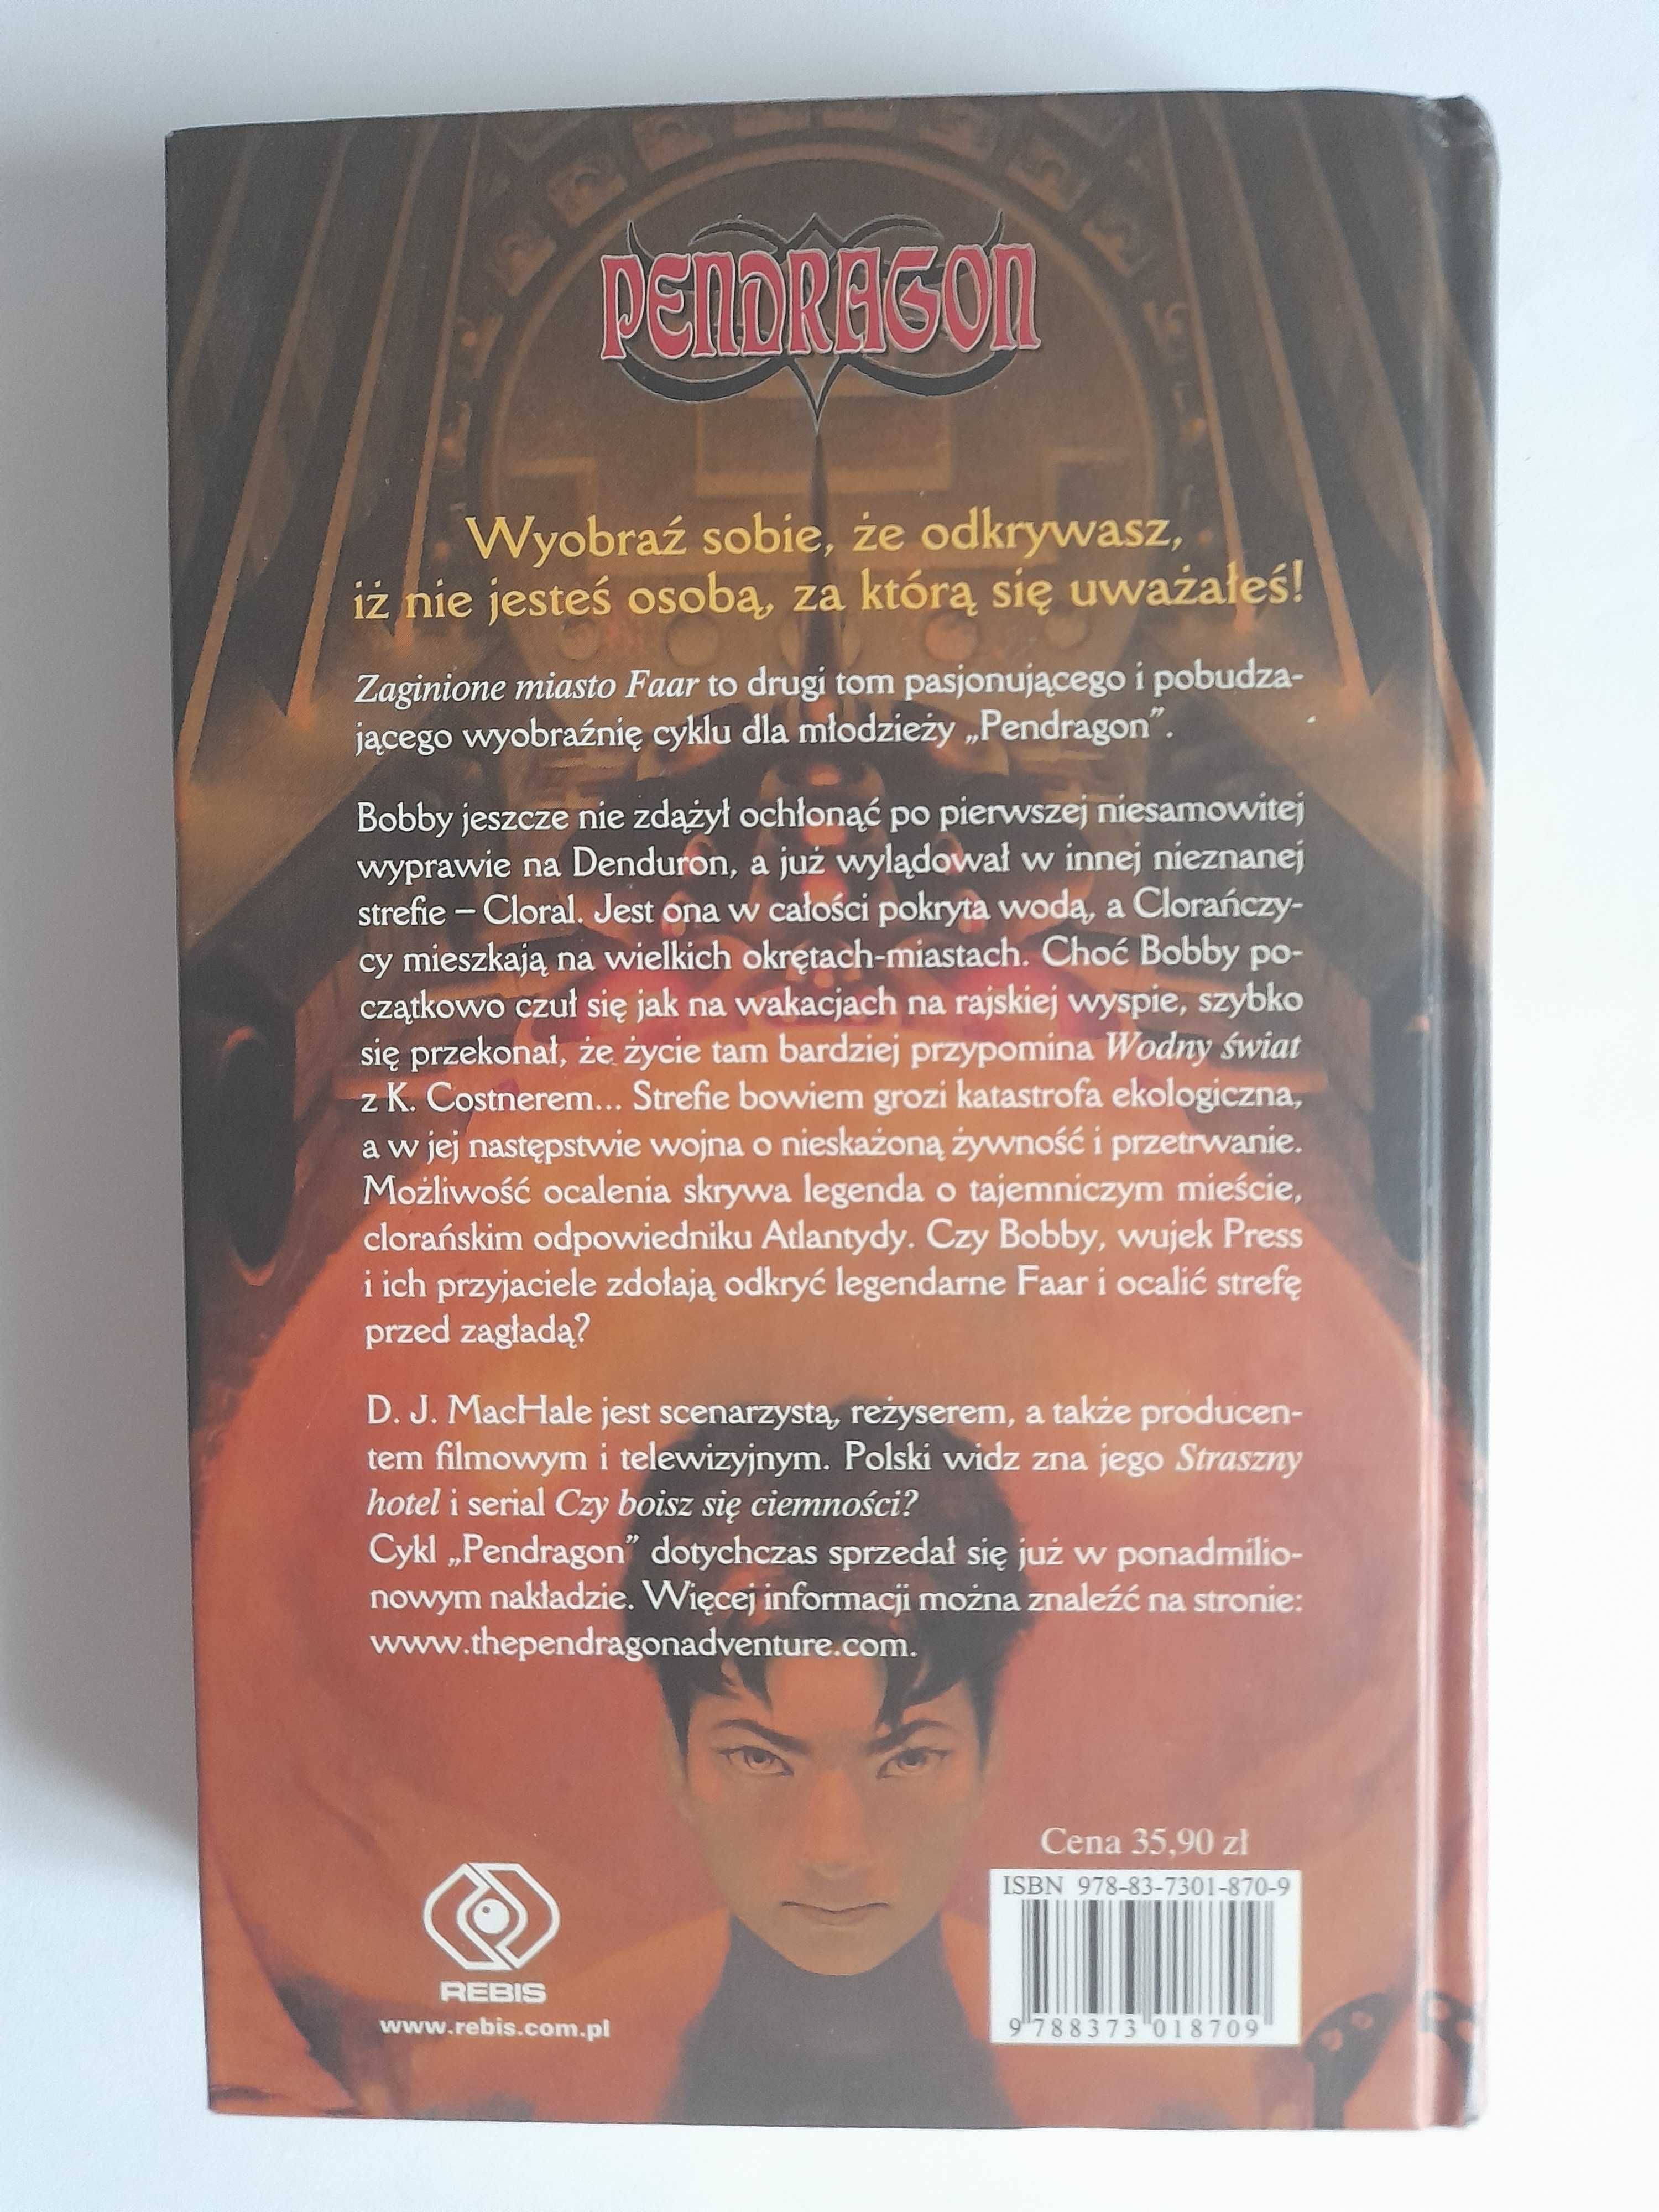 PENDRAGON
Wyobraź sobie, że odkrywasz,
iż nie jesteś osobą, za którą się uważałeś!
Zaginione miasto Faar to drugi tom pasjonującego i pobudza-
jącego wyobraźnię cyklu dla młodzieży „Pendragon”.
Bobby jeszcze nie zdążył ochłonąć po pierwszej niesamowitej
wyprawie na Denduron, a już wylądował w innej nieznanej
strefie – Cloral. Jest ona w całości pokryta wodą, a Clorańczy-
cy mieszkają na wielkich okrętach-miastach. Choć Bobby po-
czątkowo czuł się jak na wakacjach na rajskiej wyspie, szybko
się przekonał, że życie tam bardziej przypomina Wodny świat
z K. Costnerem... Strefie bowiem grozi katastrofa ekologiczna,
a w jej następstwie wojna o nieskażoną żywność i przetrwanie.
Możliwość ocalenia skrywa legenda o tajemniczym mieście,
clorańskim odpowiedniku Atlantydy. Czy Bobby, wujek Press
i ich przyjaciele zdołają odkryć legendarne Faar i ocalić strefę
przed zagładą?
D. J. MacHale jest scenarzystą, reżyserem, a także producen-
tem filmowym i telewizyjnym. Polski widz zna jego Straszny
hotel i serial Czy boisz się ciemności?
Cykl „Pendragon” dotychczas sprzedał się już w ponadmilio-
nowym nakładzie. Więcej informacji można znaleźć na stronie:
www.thependragonadventure.com.
Cena 35,90 zł
ISBN 978-83-7301-870-9
9 788373 018709
REBIS
www.rebis.com.pl